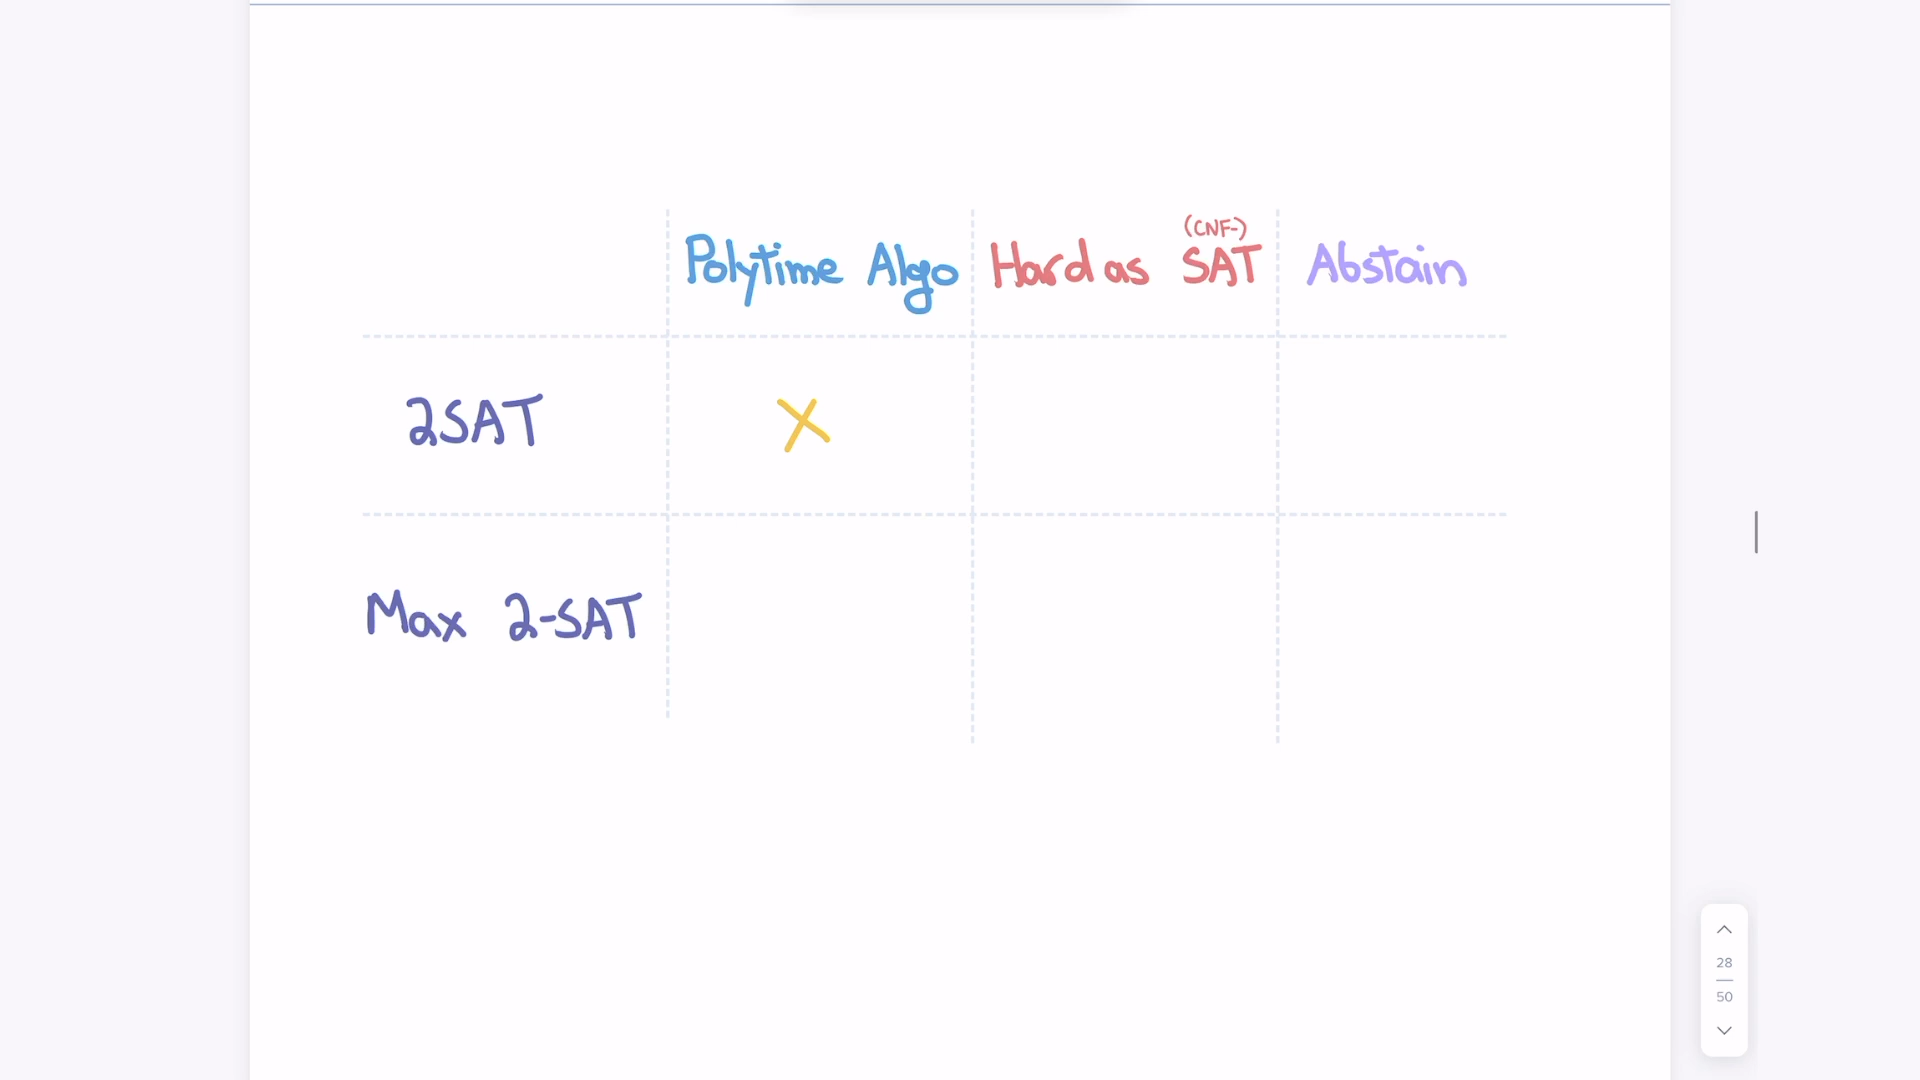 (CNF-)
Polytime Algo Hard as SAT Abstain
2SAT X
Max 2-SAT
28
50